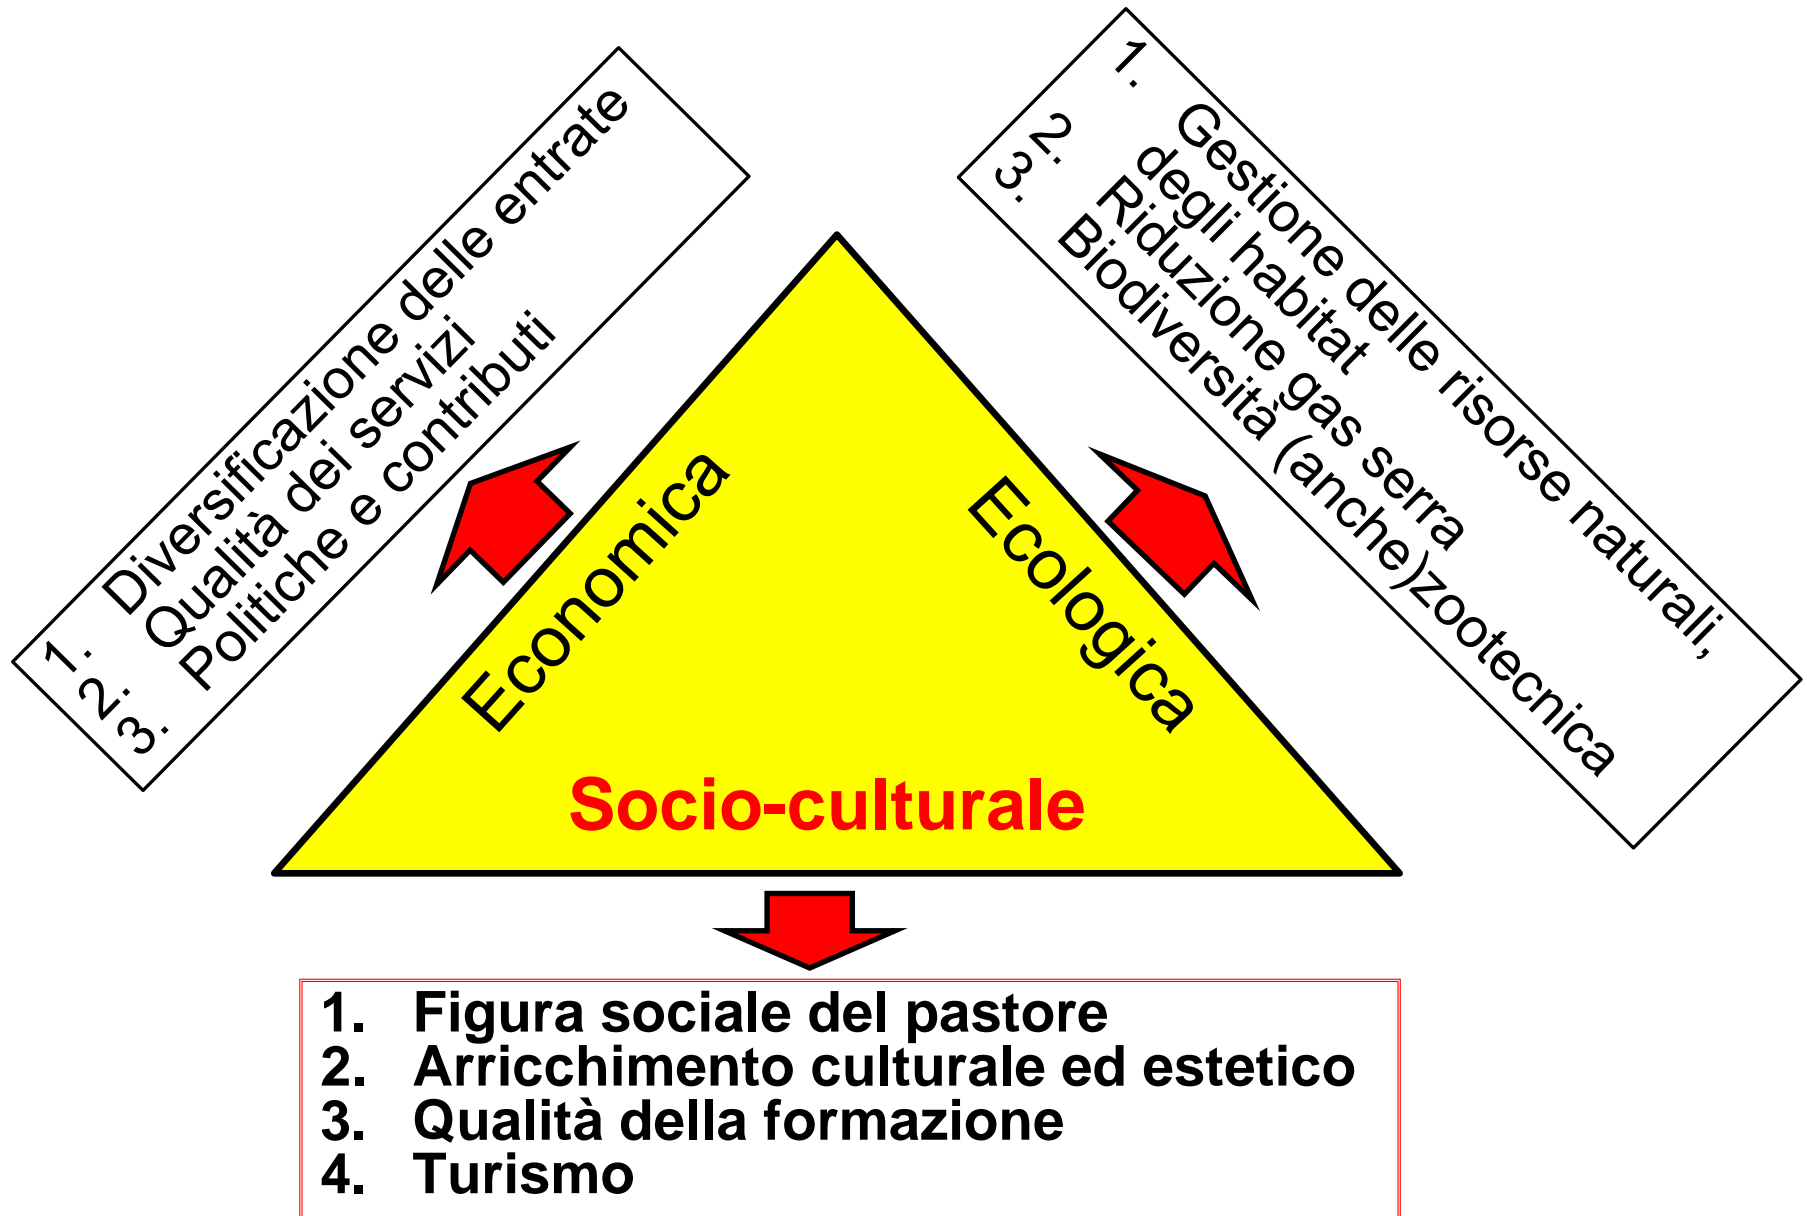 1. Diversificazione delle entrate
2. Qualità dei servizi
3. Politiche e contributi
1. Gestione delle risorse naturali,
degli habitat
2. Riduzione gas serra
3. Biodiversità (anche)zootecnica
Economica
Ecologica
Socio-culturale
1. Figura sociale del pastore
2. Arricchimento culturale ed estetico
3. Qualità della formazione
4. Turismo